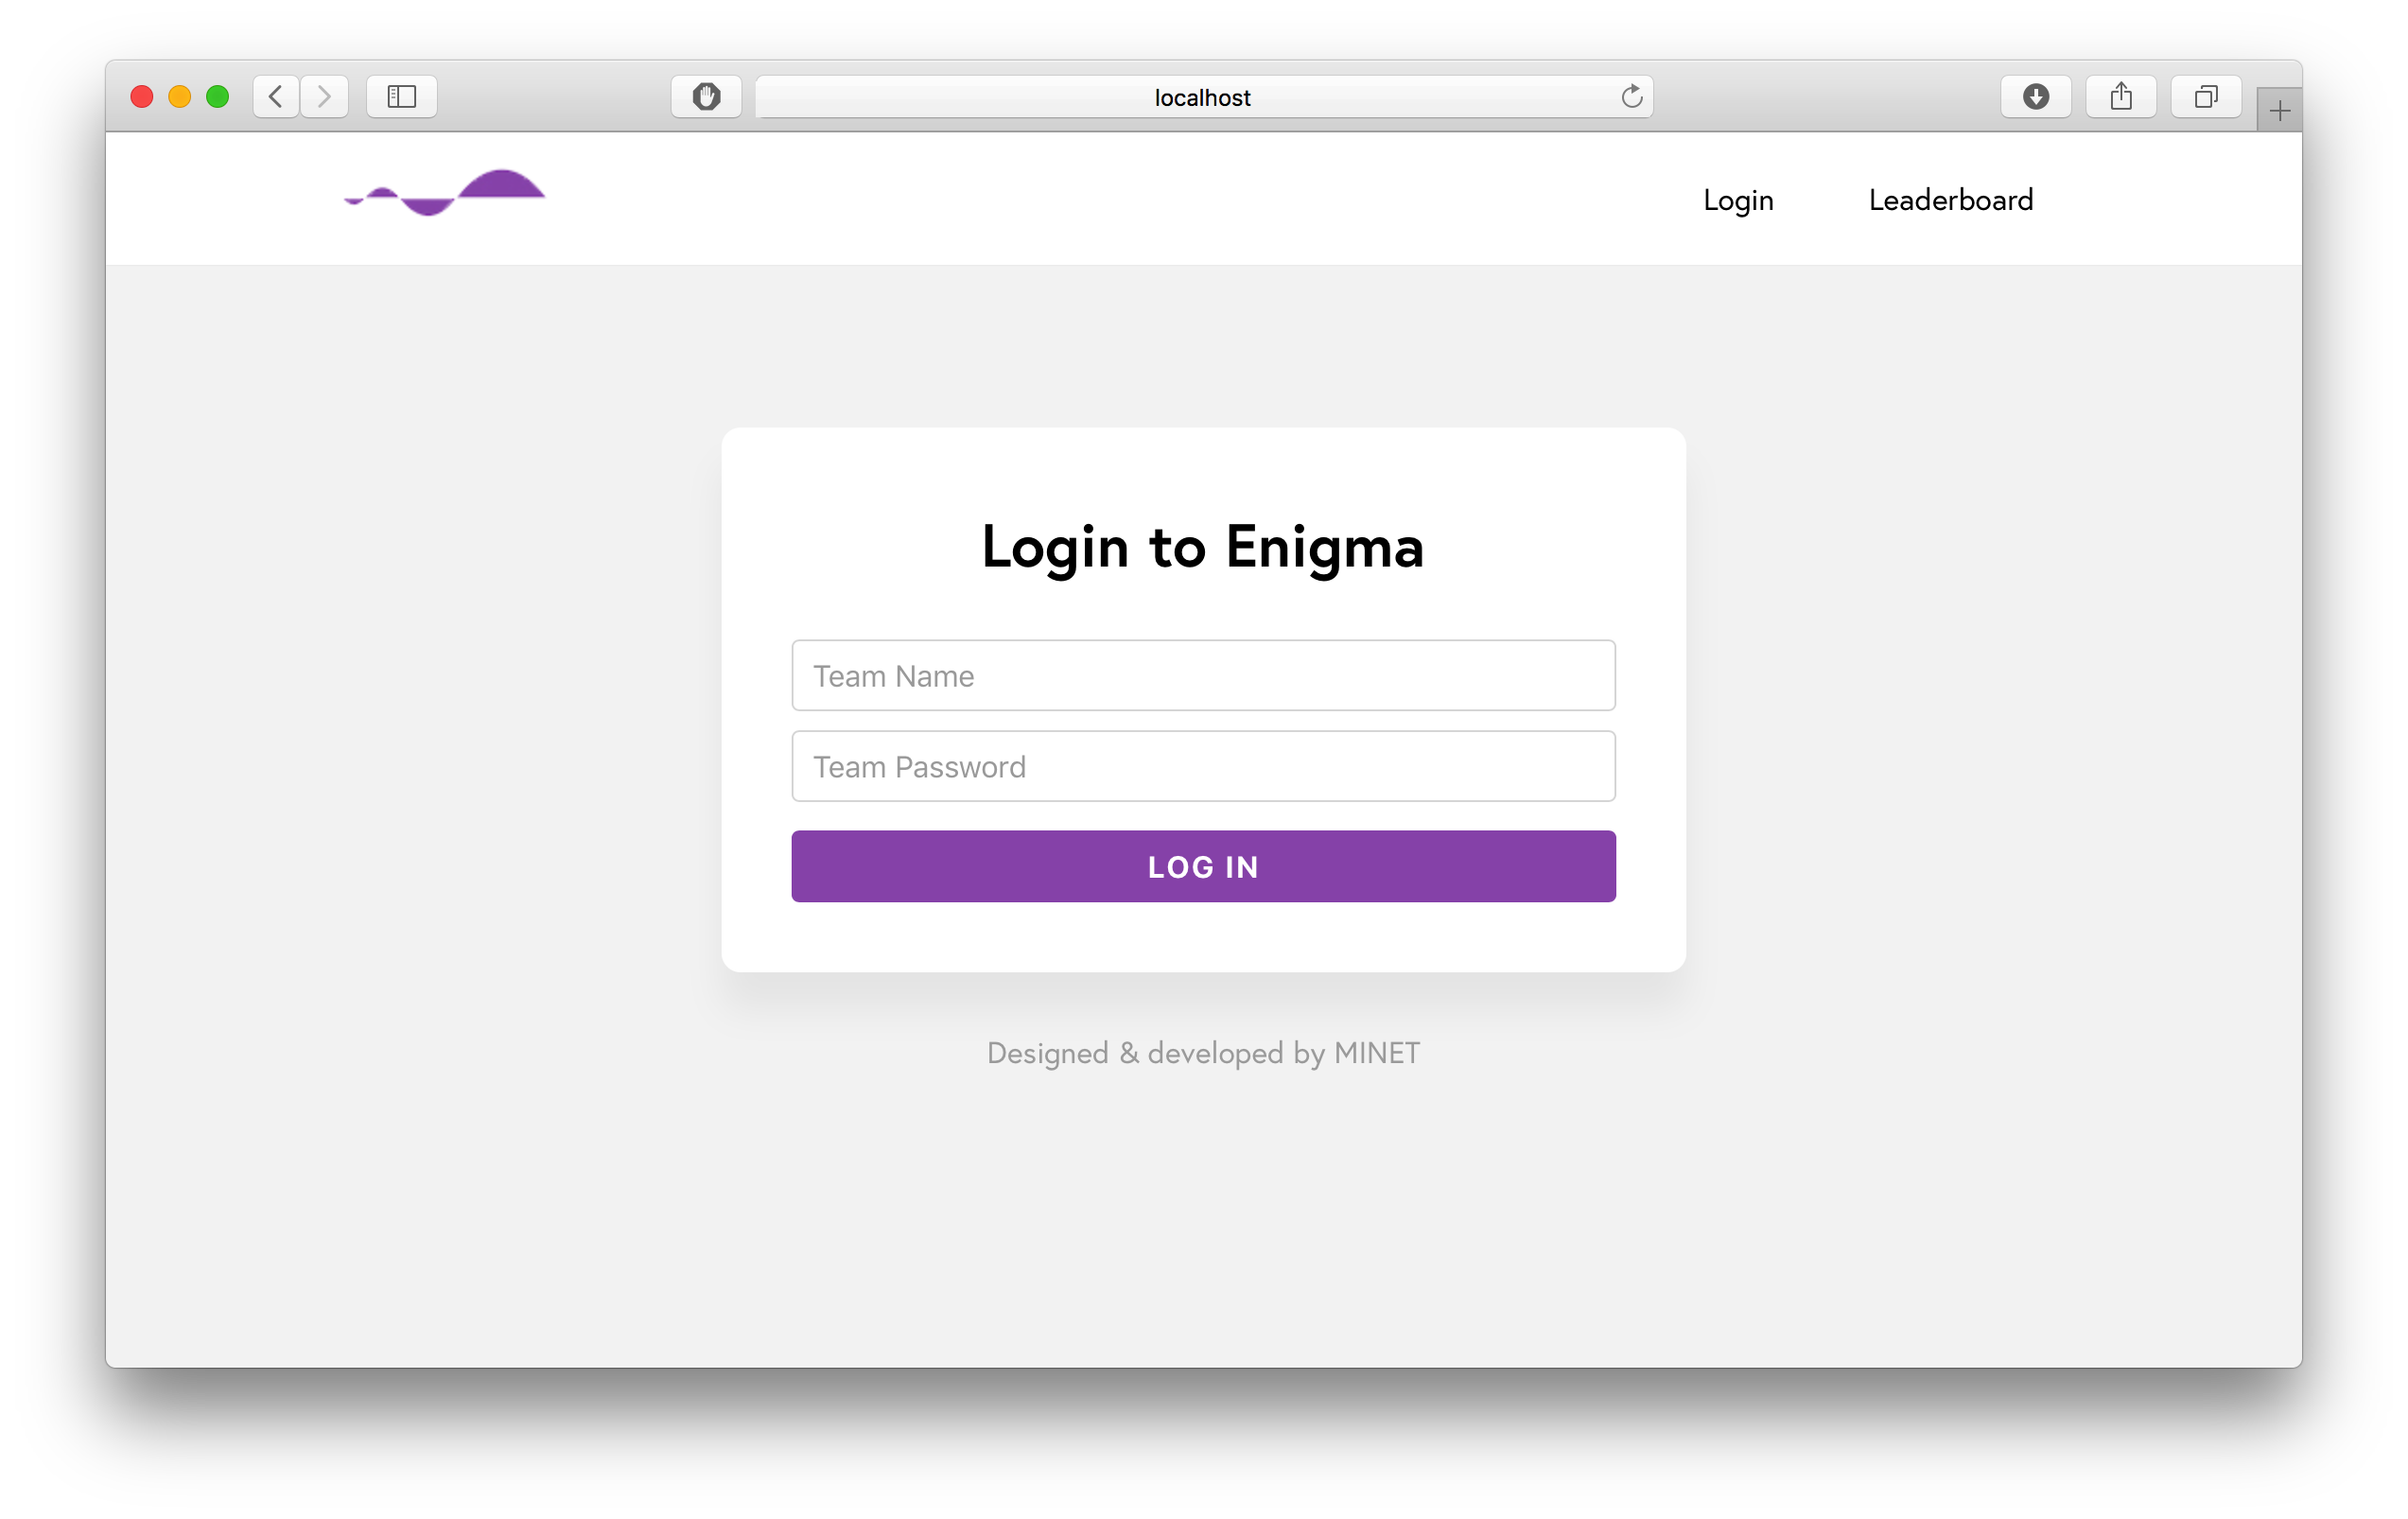 localhost
Login
Leaderboard
Login to Enigma
Team Name
Team Password
LOG IN
Designed & developed by MINET